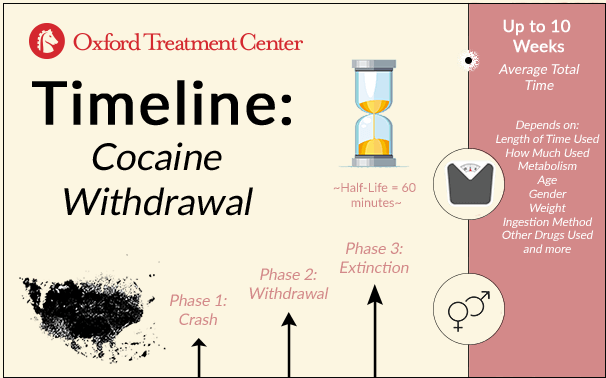 Oxford Treatment Center
Timeline:
Cocaine
Withdrawal
~Half-Life = 60
minutes~
Phase 1:
Crash
Phase 2:
Withdrawal
Phase 3:
Extinction
Up to 10
Weeks
Average Total
Time
Depends on:
Length of Time Used
How Much Used
Metabolism
Age
Gender
Weight
Ingestion Method
Other Drugs Used
and more